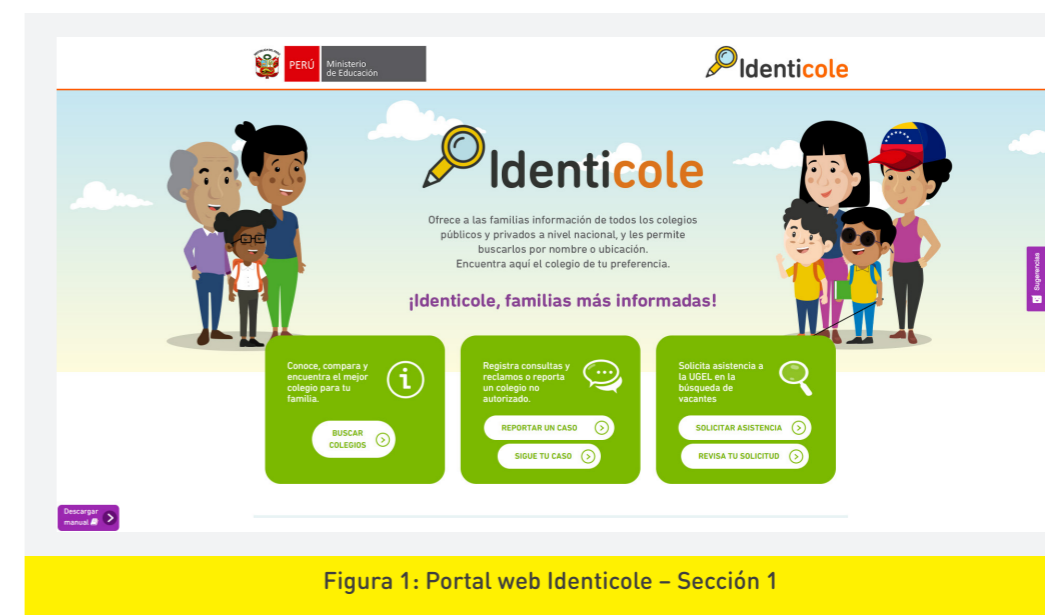 PERÚ
Ministerio
de Educación
Identicole
Identicole
Ofrece a las familias información de todos los colegios
públicos y privados a nivel nacional, y les permite
buscarlos por nombre o ubicación.
Encuentra aquí el colegio de tu preferencia.
¡Identicole, familias más informadas!
Sugerencias
Conoce, compara y
encuentra el mejor
colegio para tu
familia.
BUSCAR
COLEGIOS
Registra consultas y
reclamos o reporta
un colegio no
autorizado.
REPORTAR UN CASO
SIGUE TU CASO
Solicita asistencia a
la UGEL en la
búsqueda de
vacantes
SOLICITAR ASISTENCIA
REVISA TU SOLICITUD
Descargar
manual
Figura 1: Portal web Identicole – Sección 1